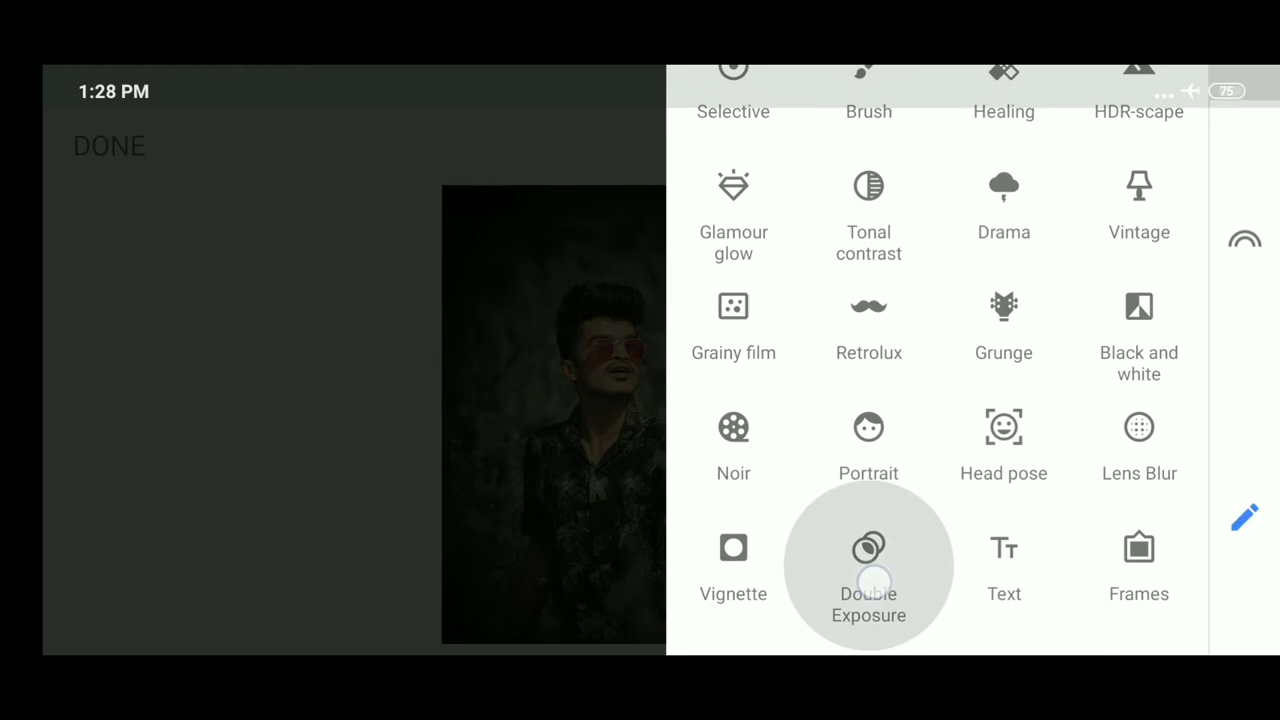 1:28 PM
75
DONE
Selective
Brush
Healing
HDR-scape
Glamour
glow
Tonal
contrast
Drama
Vintage
Grainy film
Retrolux
Grunge
Black and
white
Noir
Portrait
Head pose
Lens Blur
Vignette
Double
Exposure
Text
Frames